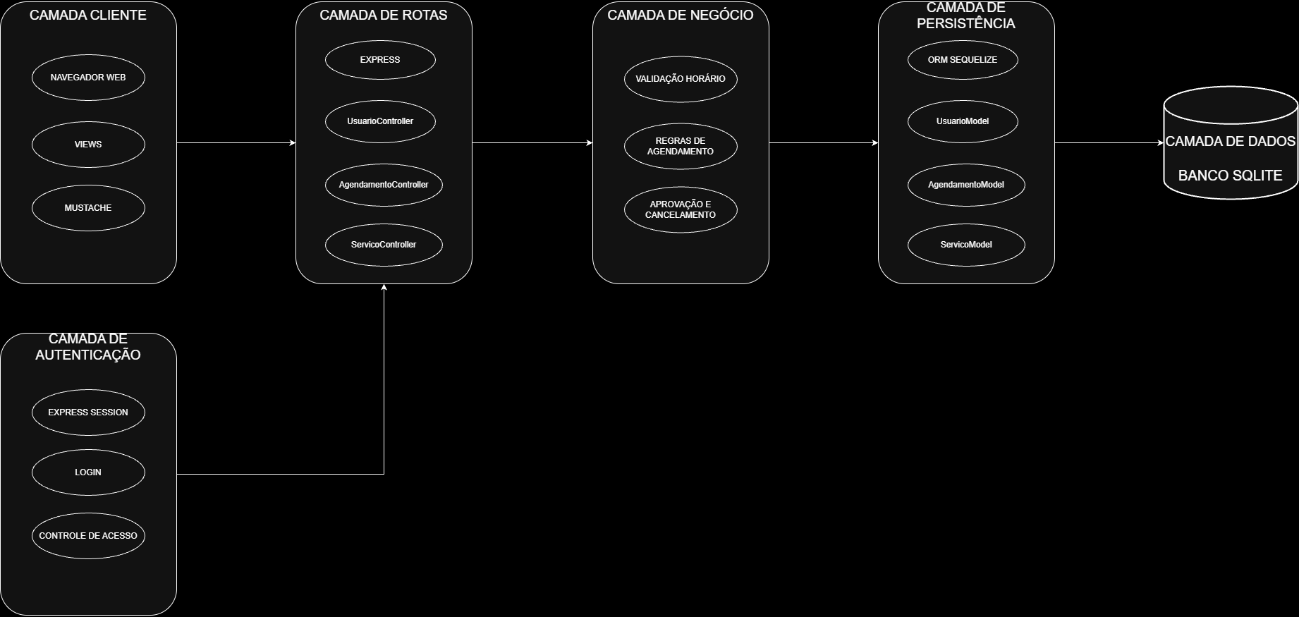 CAMADA CLIENTE
NAVEGADOR WEB
VIEWS
MUSTACHE
CAMADA DE ROTAS
EXPRESS
UsuarioController
AgendamentoController
ServicoController
CAMADA DE NEGÓCIO
VALIDAÇÃO HORÁRIO
REGRAS DE
AGENDAMENTO
APROVAÇÃO E
CANCELAMENTO
CAMADA DE
PERSISTÊNCIA
ORM SEQUELIZE
UsuarioModel
AgendamentoModel
ServicoModel
CAMADA DE DADOS
BANCO SQLITE
CAMADA DE
AUTENTICAÇÃO
EXPRESS SESSION
LOGIN
CONTROLE DE ACESSO